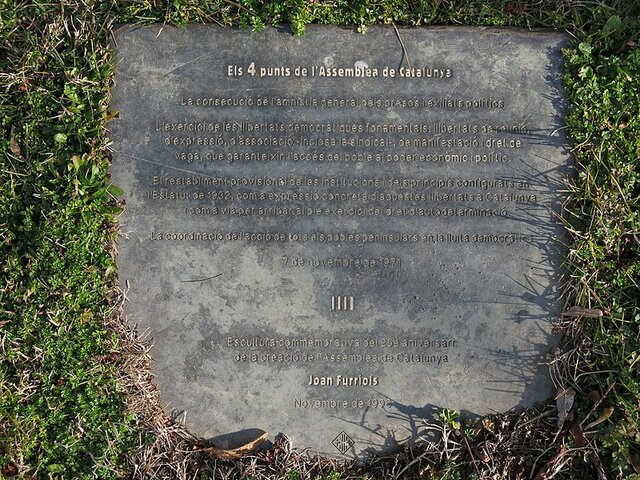 Els 4 punts de l'Assemblea de Catalunya
La consecució de l'amnistia general pels presos i exiliats polítics.
L'exercici de les llibertats democràtiques fonamentals: llibertats de reunió,
d'expressió, d'associació -inclosa la sindical-, de manifestació i dret de
vaga, que garanteixin l'accés del poble al poder econòmic i polític.
El restabliment provisional de les institucions i dels principis configurats en
l'Estatut de 1932, com a expressió concreta d'aquestes llibertats a Catalunya
i com a via per arribar al ple exercici del dret d'autodeterminació.
La coordinació de l'acció de tots els pobles peninsulars en la lluita democràtica.
7 de novembre de 1971
Escultura commemorativa del 25è aniversari
de la creació de l'Assemblea de Catalunya
Joan Furriols
Novembre de 1996